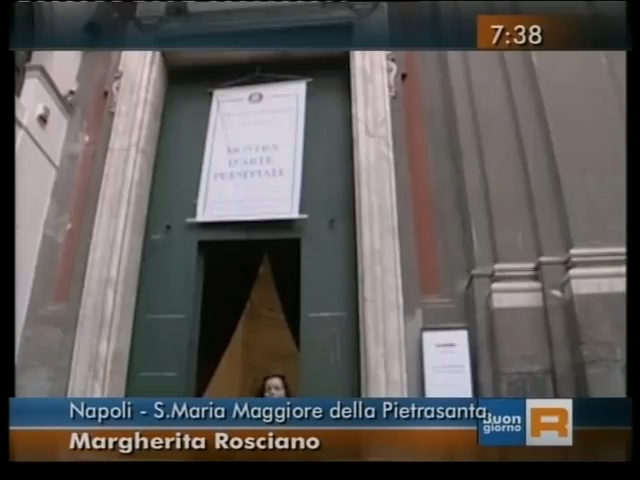 7:38
MOSTRA
D'ARTE
PRESEPIALE
Napoli - S.Maria Maggiore della Pietrasanta
Buon
giorno
R
Margherita Rosciano